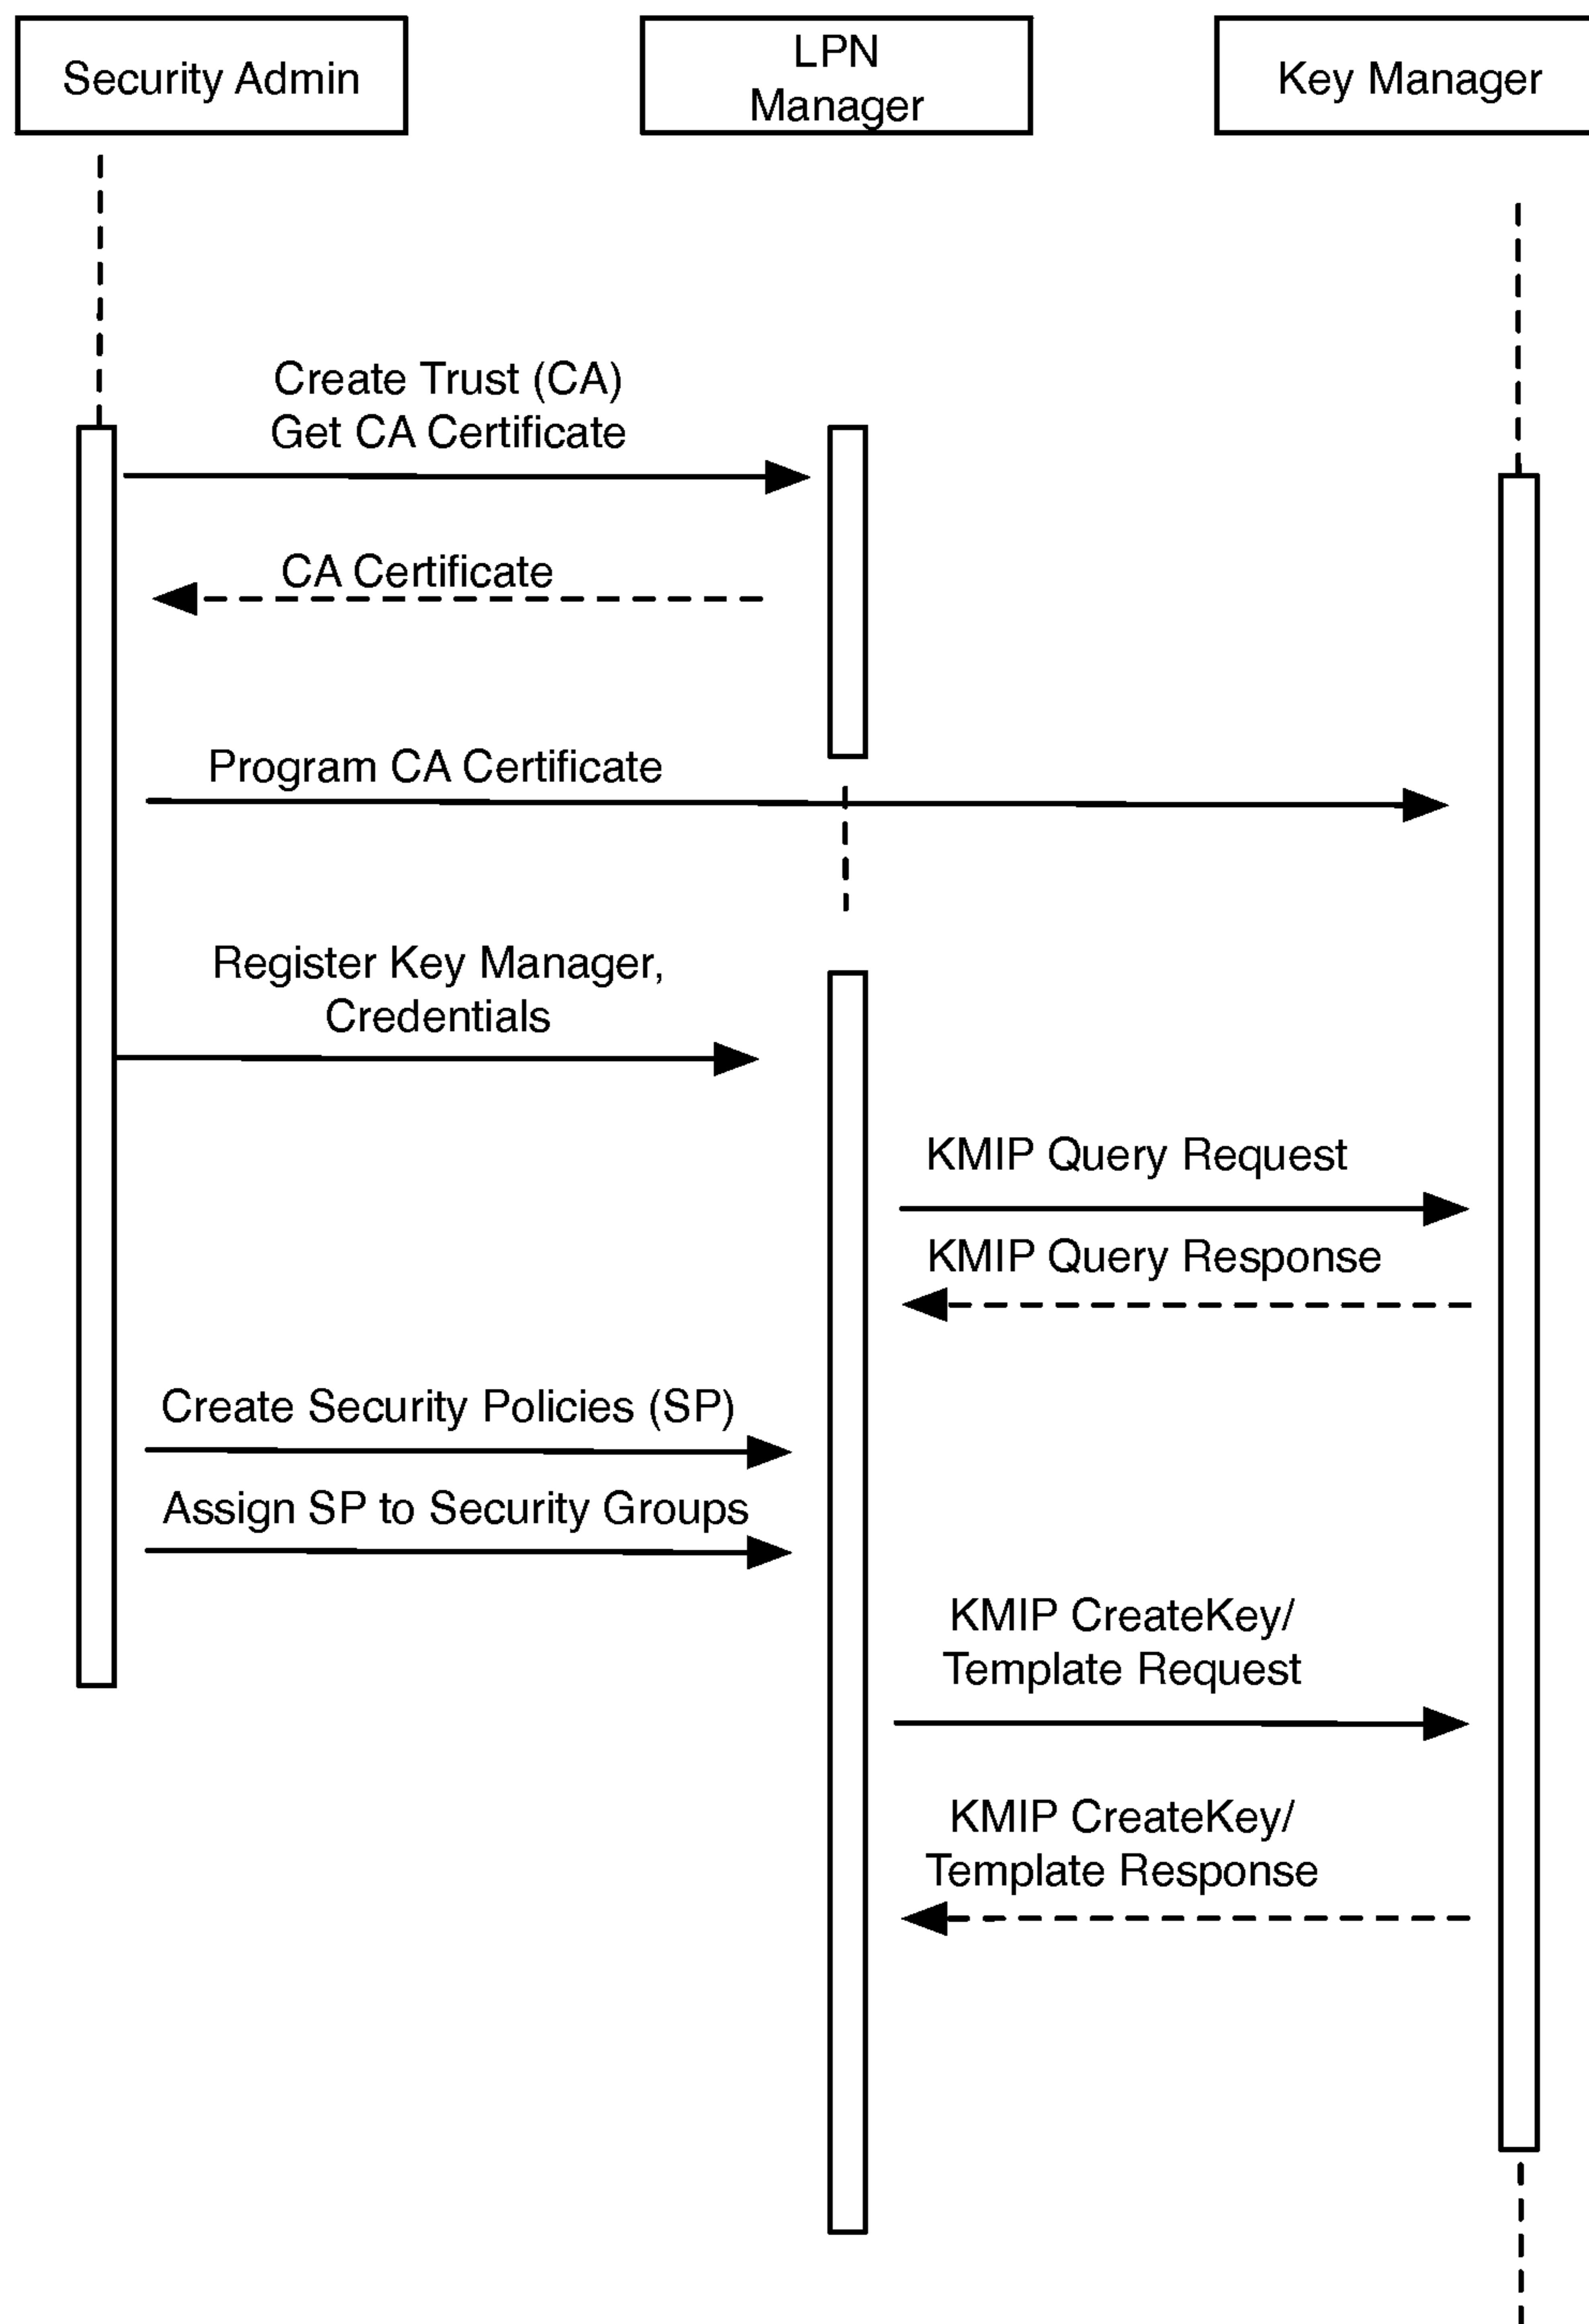 Security Admin
LPN
Manager
Key Manager
Create Trust (CA)
Get CA Certificate
CA Certificate
Program CA Certificate
Register Key Manager,
Credentials
KMIP Query Request
KMIP Query Response
Create Security Policies (SP)
Assign SP to Security Groups
KMIP CreateKey/
Template Request
KMIP CreateKey/
Template Response